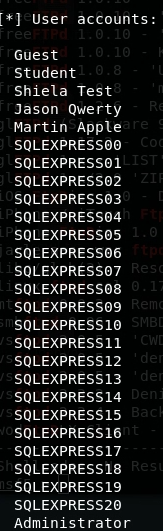 [*] User accounts:
Guest
Student
Shiela Test
Jason Qwerty
Martin Apple
SQLEXPRESS00
SQLEXPRESS01
SQLEXPRESS02
SQLEXPRESS03
SQLEXPRESS04
SQLEXPRESS05
SQLEXPRESS06
SQLEXPRESS07
SQLEXPRESS08
SQLEXPRESS09
SQLEXPRESS10
SQLEXPRESS11
SQLEXPRESS12
SQLEXPRESS13
SQLEXPRESS14
SQLEXPRESS15
SQLEXPRESS16
SQLEXPRESS17
SQLEXPRESS18
SQLEXPRESS19
SQLEXPRESS20
Administrator